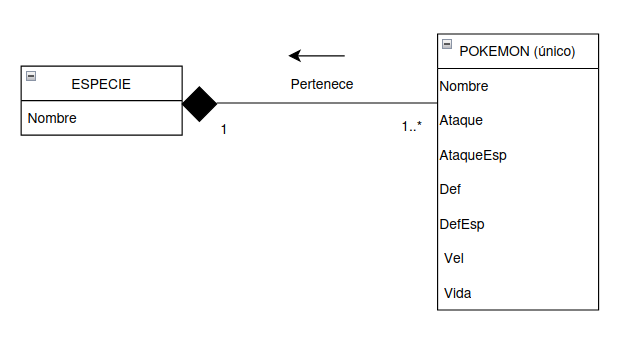 ESPECIE
Nombre
Pertenece
1
1..*
POKEMON (único)
Nombre
Ataque
AtaqueEsp
Def
DefEsp
Vel
Vida